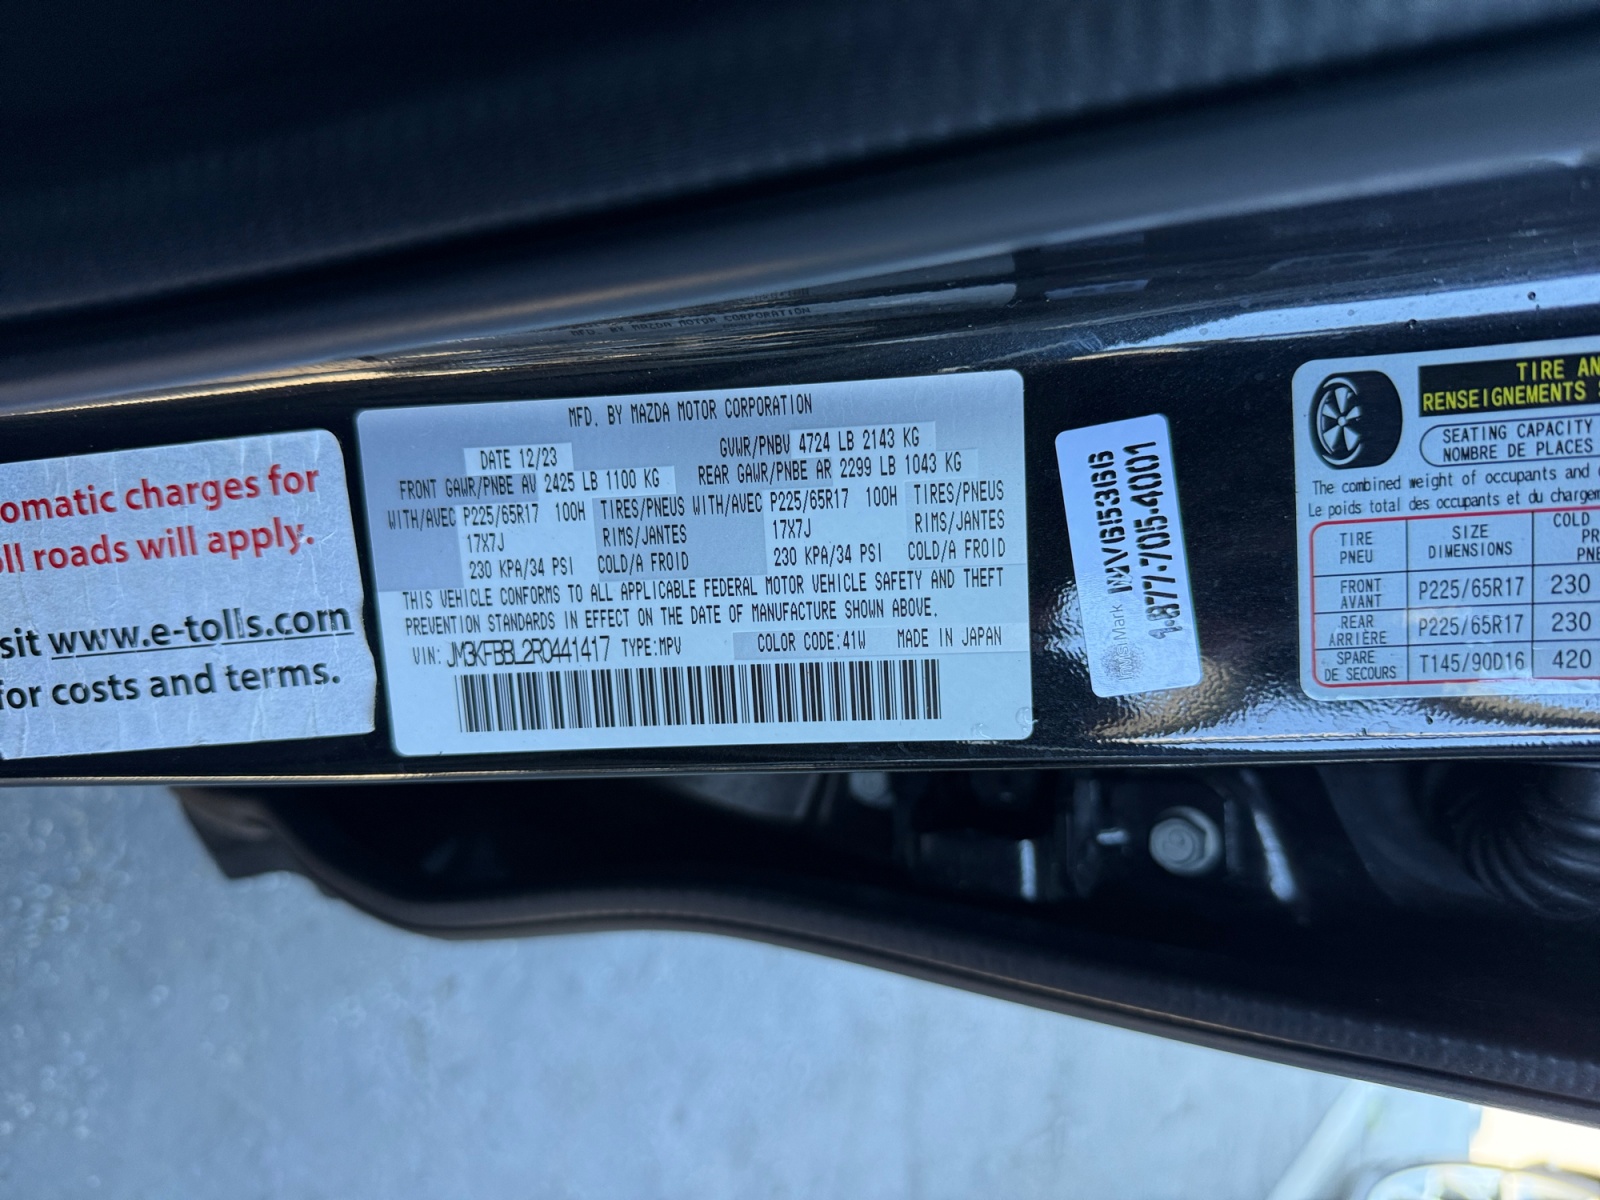 omatic charges for
ll roads will apply.
sit www.e-tolls.com
for costs and terms.
MFD. BY MAZDA MOTOR CORPORATION
DATE 12/23
GVWR/PNBV 4724 LB 2143 KG
FRONT GAWR/PNBE AV 2425 LB 1100 KG
REAR GAWR/PNBE AR 2299 LB 1043 KG
WITH/AVEC P225/65R17 100H TIRES/PNEUS WITH/AVEC P225/65R17 100H TIRES/PNEUS
17X7J RIMS/JANTES 17X7J RIMS/JANTES
230 KPA/34 PSI COLD/A FROID 230 KPA/34 PSI COLD/A FROID
THIS VEHICLE CONFORMS TO ALL APPLICABLE FEDERAL MOTOR VEHICLE SAFETY AND THEFT
PREVENTION STANDARDS IN EFFECT ON THE DATE OF MANUFACTURE SHOWN ABOVE.
VIN: JM3KFBBL2R0441417 TYPE:MPV COLOR CODE:41W MADE IN JAPAN
1-877-705-4001
TIRE AN
RENSEIGNEMENTS S
SEATING CAPACITY
NOMBRE DE PLACES
The combined weight of occupants and
Le poids total des occupants et du chargem
TIRE
PNEU
SIZE
DIMENSIONS
COLD
PR
PNE
FRONT
AVANT
P225/65R17
230
REAR
ARRIÈRE
P225/65R17
230
SPARE
DE SECOURS
T145/90D16
420
MFD. BY MAZDA MOTOR CORPORATION